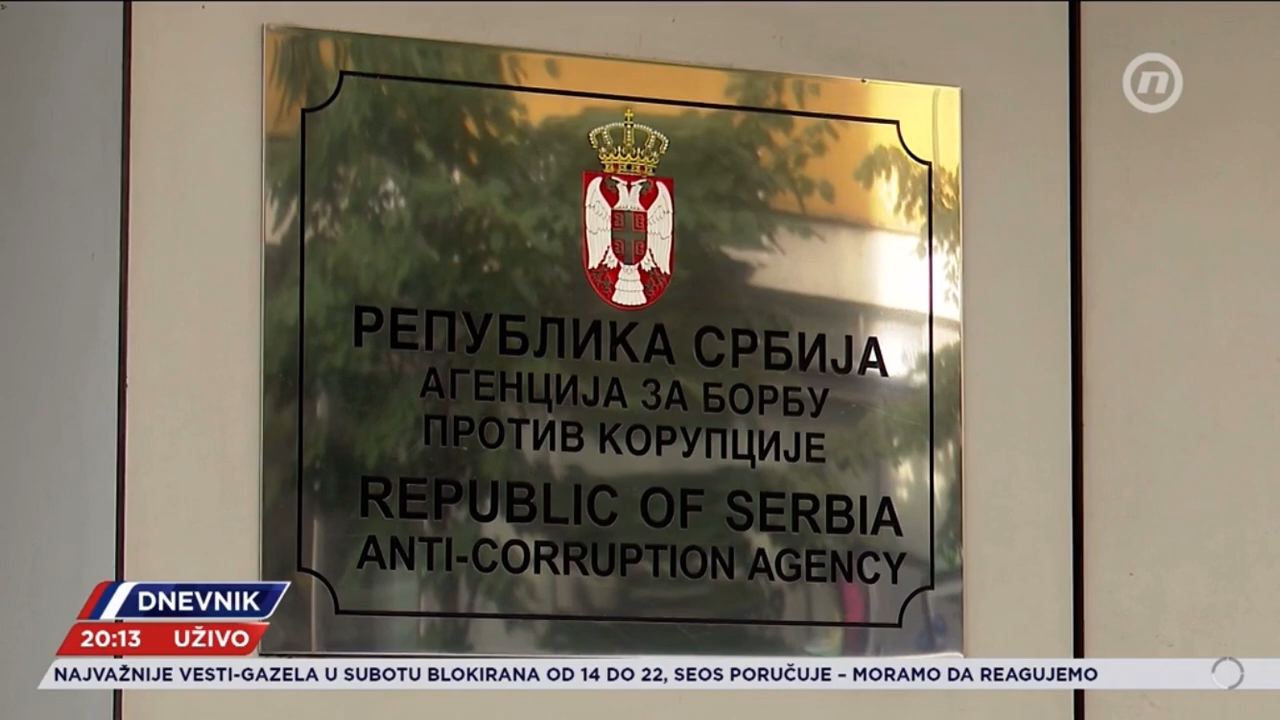 РЕПУБЛИКА СРБИЈА
АГЕНЦИЈА ЗА БОРБУ
ПРОТИВ КОРУПЦИЈЕ
REPUBLIC OF SERBIA
ANTI-CORRUPTION AGENCY
DNEVNIK
20:13 UŽIVO
NAJVAŽNIJE VESTI-GAZELA U SUBOTU BLOKIRANA OD 14 DO 22, SEOS PORUČUJE – MORAMO DA REAGUJEMO